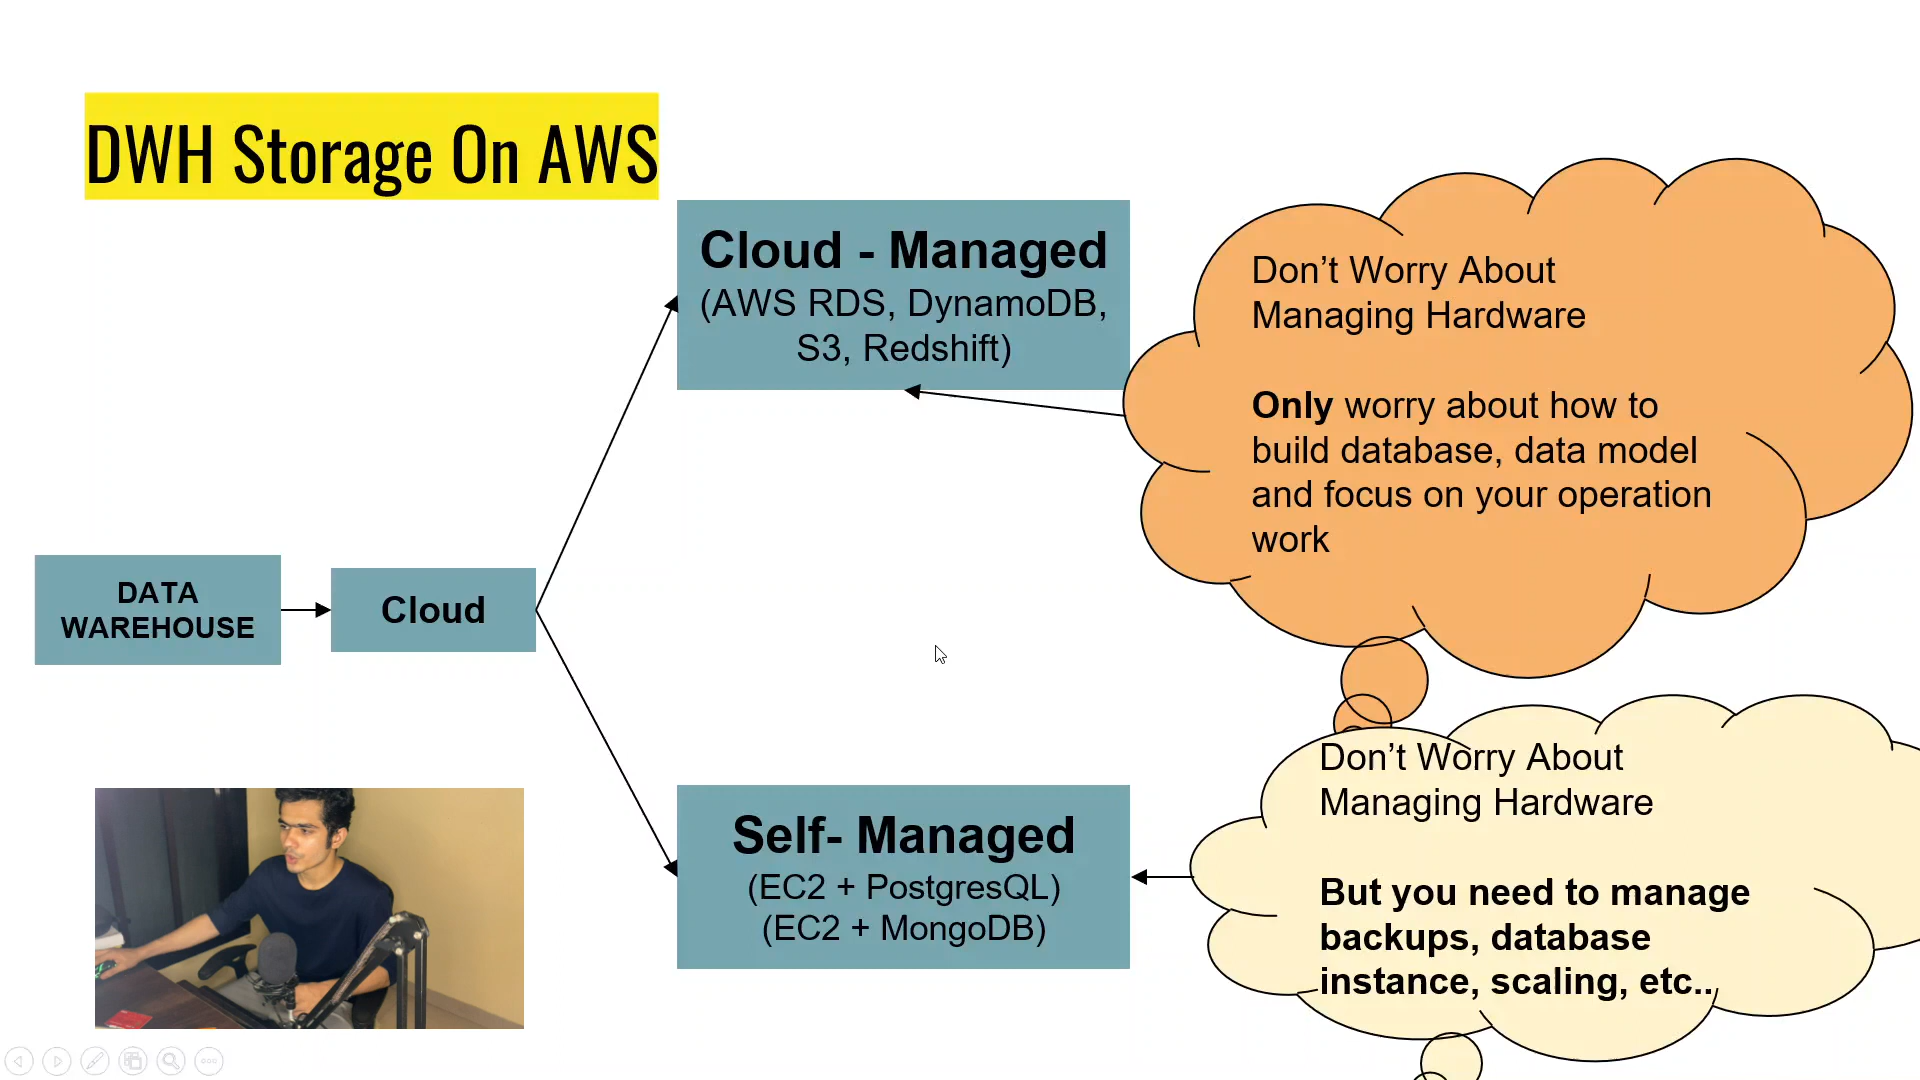 DWH Storage On AWS
Cloud - Managed
(AWS RDS, DynamoDB,
S3, Redshift)
Don’t Worry About
Managing Hardware
Only worry about how to
build database, data model
and focus on your operation
work
DATA
WAREHOUSE
Cloud
Self- Managed
(EC2 + PostgresQL)
(EC2 + MongoDB)
Don’t Worry About
Managing Hardware
But you need to manage
backups, database
instance, scaling, etc..